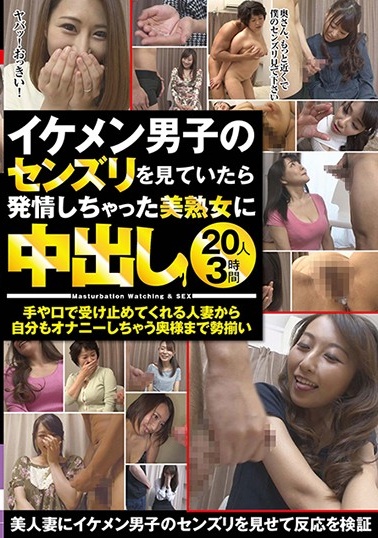 ヤバッ!おっきい!
奥さん、もっと近くで
僕のセンズリ見て下さい
イケメン男子の
センズリを見ていたら
発情しちゃった美熟女に
中出し
20人
3時間
Masturbation Watching & SEX
手や口で受け止めてくれる人妻から
自分もオナニーしちゃう奥様まで勢揃い
美人妻にイケメン男子のセンズリを見せて反応を検証